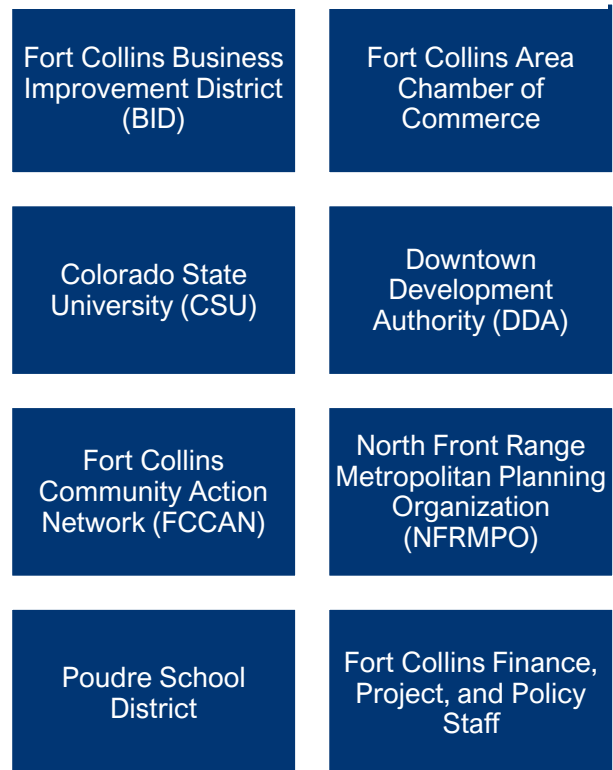 Fort Collins Business
Improvement District
(BID)
Fort Collins Area
Chamber of
Commerce
Colorado State
University (CSU)
Downtown
Development
Authority (DDA)
Fort Collins
Community Action
Network (FCCAN)
North Front Range
Metropolitan Planning
Organization
(NFRMPO)
Poudre School
District
Fort Collins Finance,
Project, and Policy
Staff